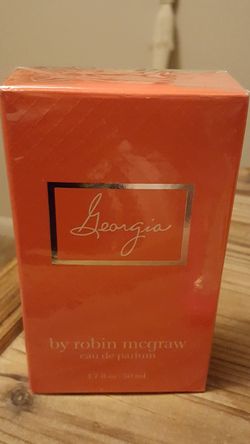 Georgia
by robin mcgraw
eau de parfum
1.7 fl oz · 50 ml